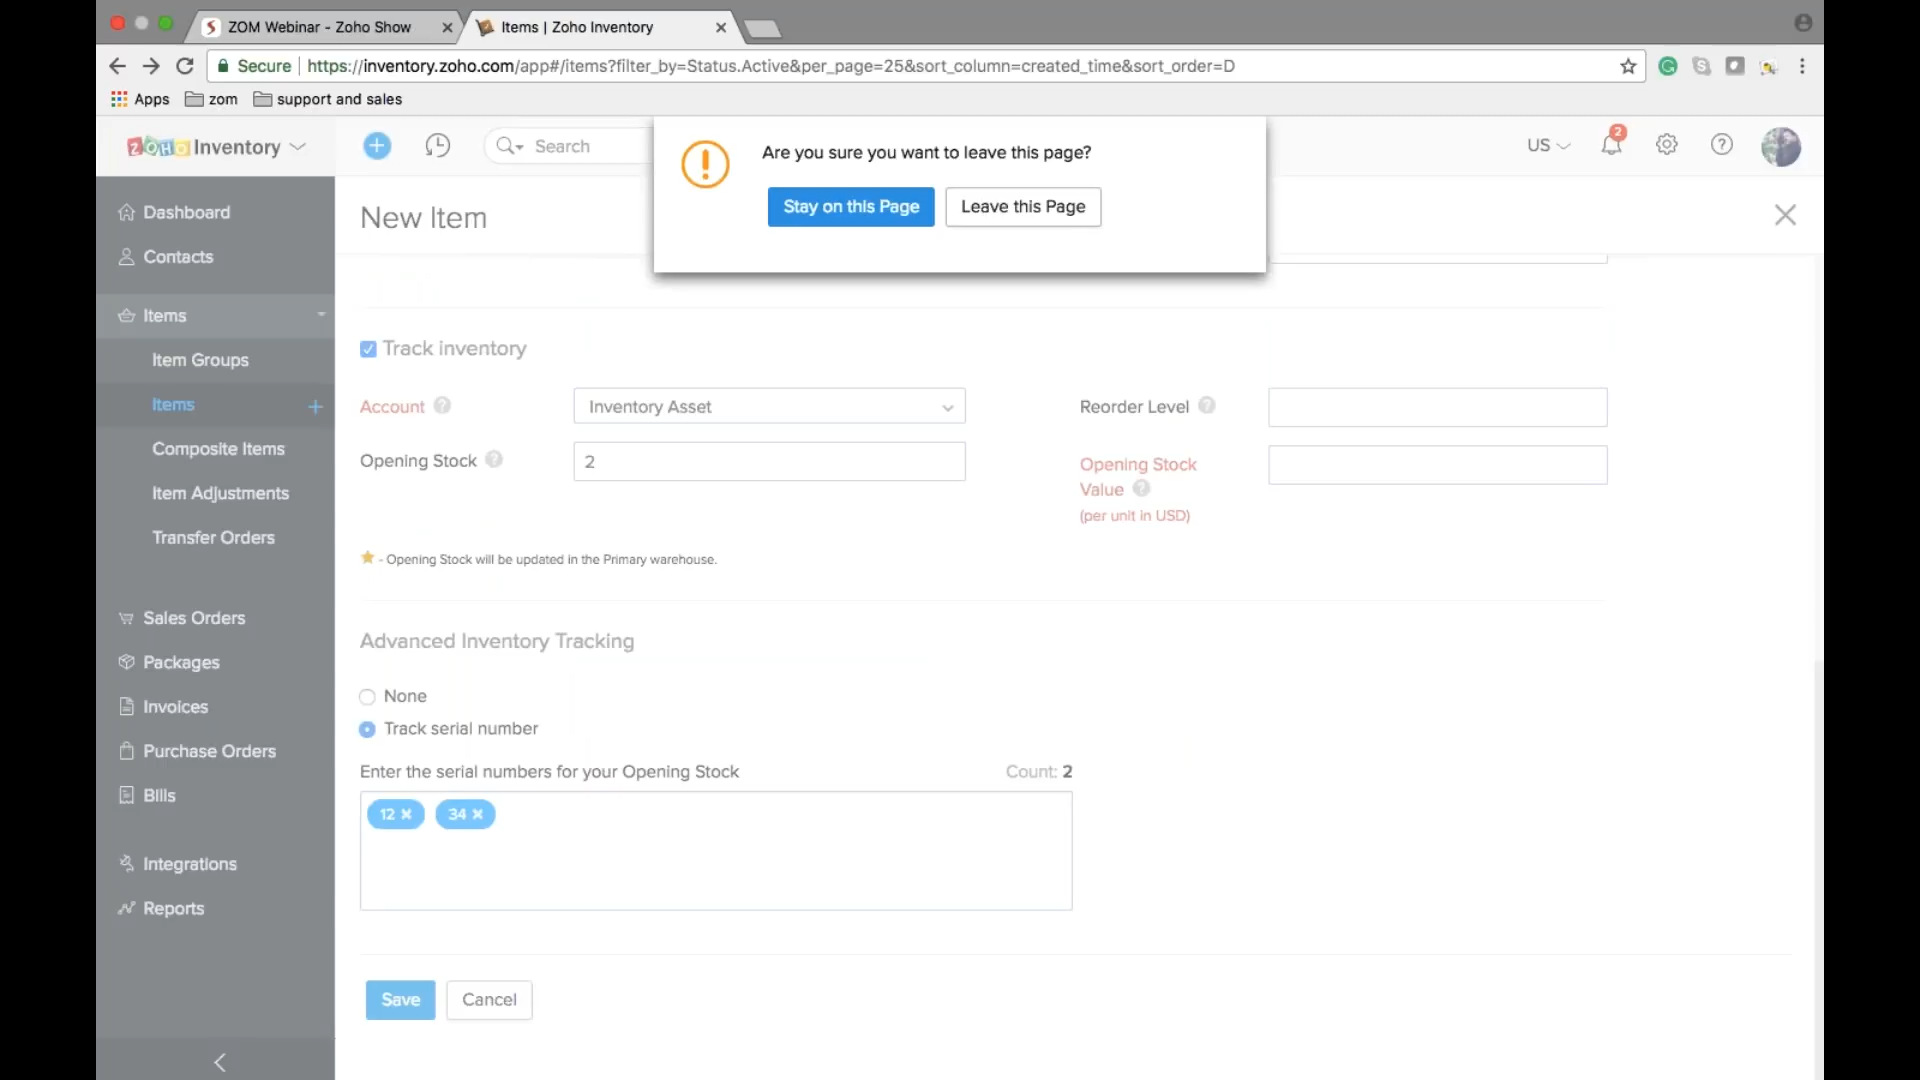 ZOM Webinar - Zoho Show
Items | Zoho Inventory
Secure
https://inventory.zoho.com/app#/items?filter_by=Status.Active&per_page=25&sort_column=created_time&sort_order=D
Apps
zom
support and sales
ZOHO Inventory
Search
Are you sure you want to leave this page?
Stay on this Page
Leave this Page
US
2
Dashboard
Contacts
Items
Item Groups
Items
Composite Items
Item Adjustments
Transfer Orders
Sales Orders
Packages
Invoices
Purchase Orders
Bills
Integrations
Reports
New Item
Track inventory
Account
Inventory Asset
Reorder Level
Opening Stock
2
Opening Stock
Value
(per unit in USD)
- Opening Stock will be updated in the Primary warehouse.
Advanced Inventory Tracking
None
Track serial number
Enter the serial numbers for your Opening Stock
Count: 2
12
34
Save
Cancel